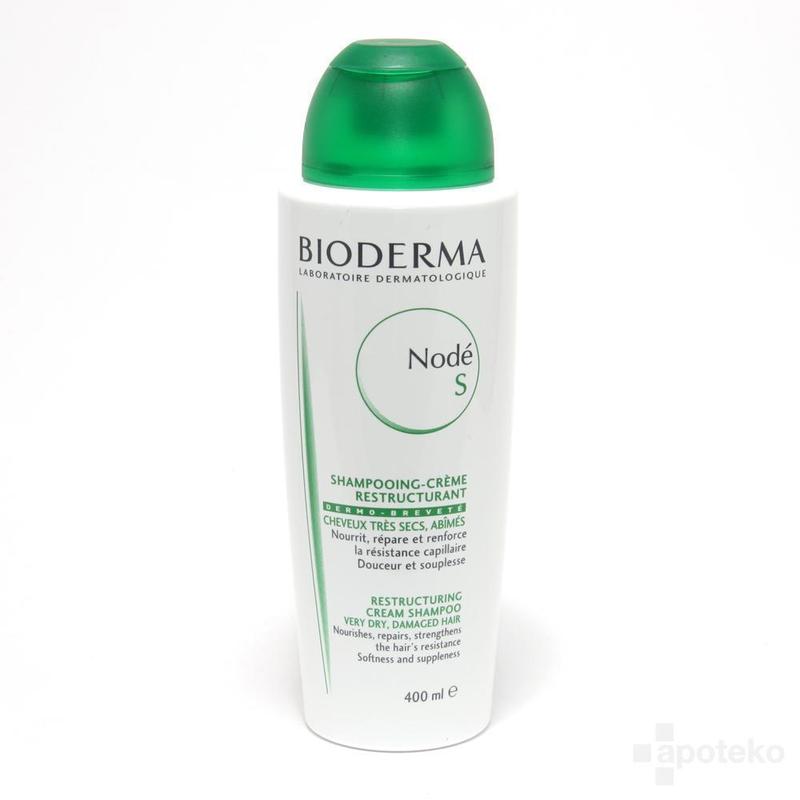 BIODERMA
LABORATOIRE DERMATOLOGIQUE
Nodé
S
SHAMPOOING-CRÈME
RESTRUCTURANT
DERMO-BREVETÉ
CHEVEUX TRÈS SECS, ABÎMÉS
Nourrit, répare et renforce
la résistance capillaire
Douceur et souplesse
RESTRUCTURING
CREAM SHAMPOO
VERY DRY, DAMAGED HAIR
Nourishes, repairs, strengthens
the hair's resistance
Softness and suppleness
400 ml e
apoteko